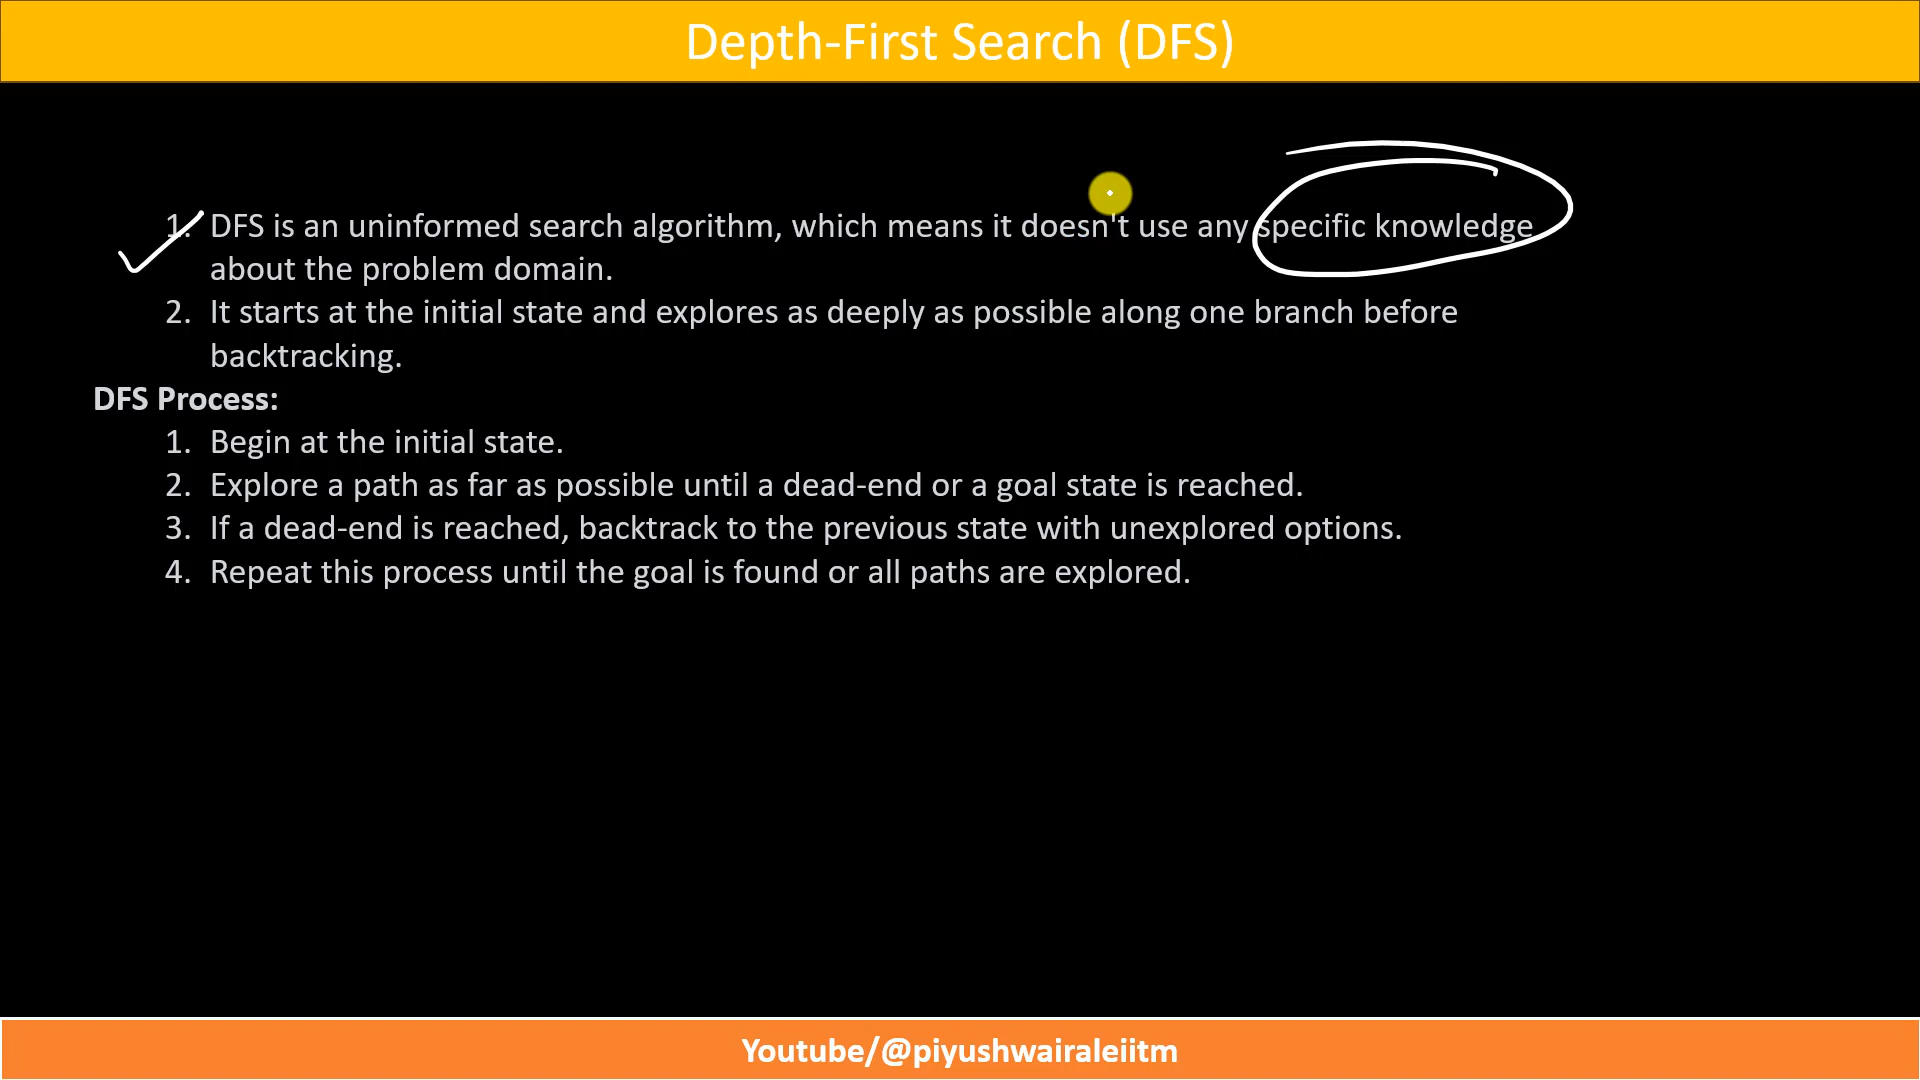 Depth-First Search (DFS)
1. DFS is an uninformed search algorithm, which means it doesn't use any specific knowledge
about the problem domain.
2. It starts at the initial state and explores as deeply as possible along one branch before
backtracking.
DFS Process:
1. Begin at the initial state.
2. Explore a path as far as possible until a dead-end or a goal state is reached.
3. If a dead-end is reached, backtrack to the previous state with unexplored options.
4. Repeat this process until the goal is found or all paths are explored.
Youtube/@piyushwairaleiitm